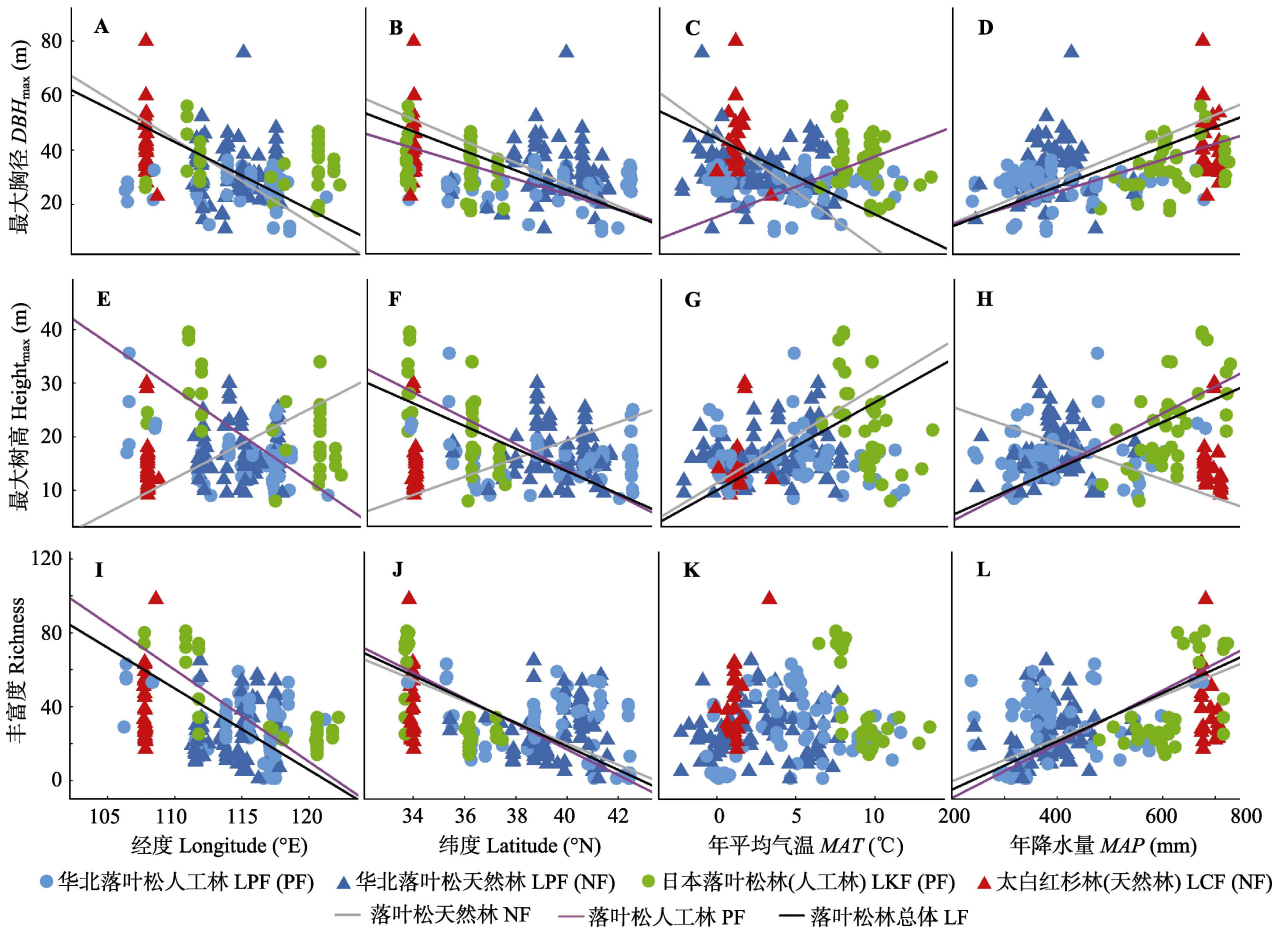 A
B
C
D
最大胸径 DBHmax (m)
80
60
40
20
E
F
G
H
最大树高 Heightmax (m)
40
30
20
10
I
J
K
L
丰富度 Richness
120
80
40
0
105 110 115 120
34 36 38 40 42
0 5 10
200 400 600 800
经度 Longitude (°E)
纬度 Latitude (°N)
年平均气温 MAT (℃)
年降水量 MAP (mm)
华北落叶松人工林 LPF (PF)
华北落叶松天然林 LPF (NF)
日本落叶松林(人工林) LKF (PF)
太白红杉林(天然林) LCF (NF)
落叶松天然林 NF
落叶松人工林 PF
落叶松林总体 LF